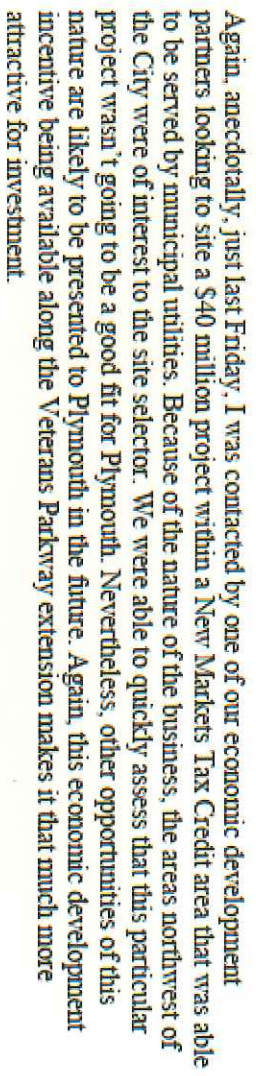 Again, anecdotally, just last Friday, I was contacted by one of our economic development
partners looking to site a $40 million project within a New Markets Tax Credit area that was able
to be served by municipal utilities. Because of the nature of the business, the areas northwest of
the City were of interest to the site selector. We were able to quickly assess that this particular
project wasn't going to be a good fit for Plymouth. Nevertheless, other opportunities of this
nature are likely to be presented to Plymouth in the future. Again, this economic development
incentive being available along the Veterans Parkway extension makes it that much more
attractive for investment.